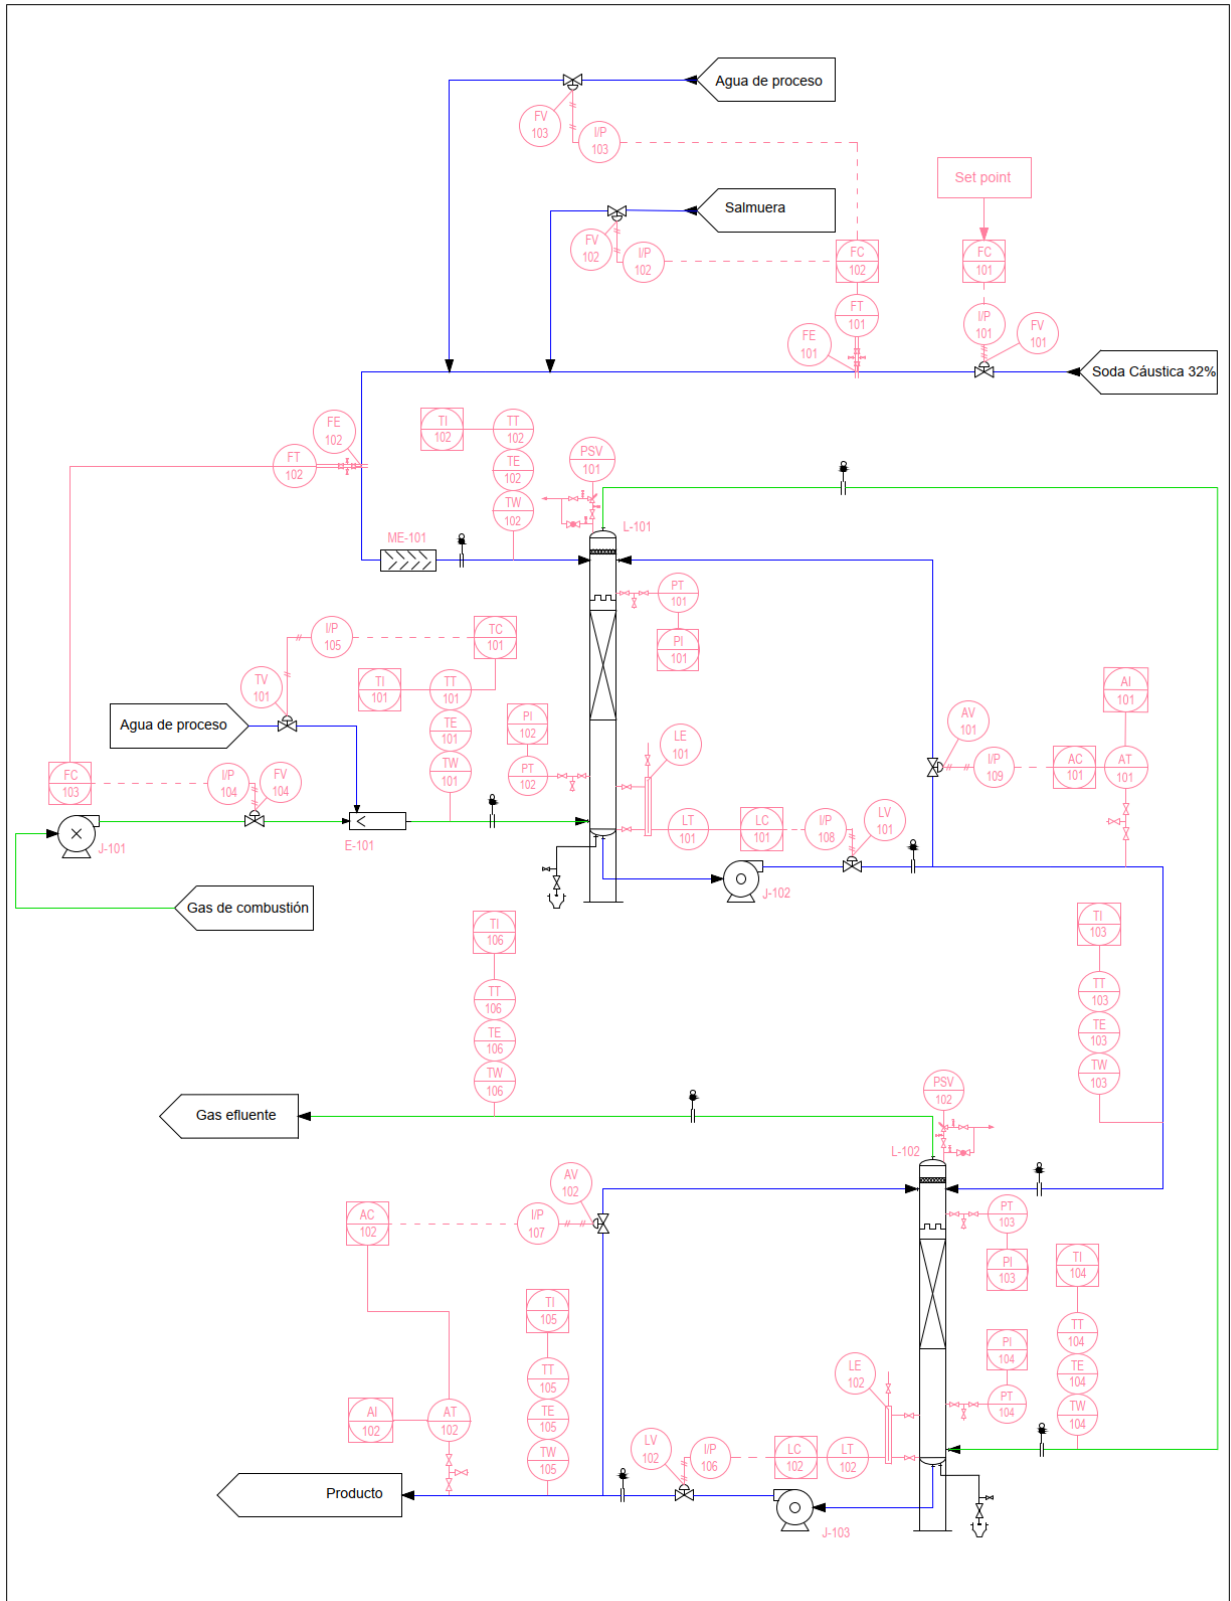 Agua de proceso
FV
103
I/P
103
Set point
Salmuera
FV
102
I/P
102
FC
102
FC
101
FT
101
I/P
101
FV
101
FE
101
Soda Cáustica 32%
FE
102
FT
102
TI
102
TT
102
TE
102
TW
102
PSV
101
L-101
ME-101
PT
101
PI
101
I/P
105
TC
101
TV
101
TI
101
TT
101
TE
101
TW
101
Agua de proceso
PI
102
PT
102
LE
101
AI
101
AV
101
I/P
109
AC
101
AT
101
FC
103
I/P
104
FV
104
J-101
E-101
LT
101
LC
101
I/P
108
LV
101
J-102
Gas de combustión
TI
106
TT
106
TE
106
TW
106
TI
103
TT
103
TE
103
TW
103
Gas efluente
PSV
102
L-102
AV
102
AC
102
I/P
107
PT
103
PI
103
TI
104
TT
104
TE
104
TW
104
TI
105
TT
105
TE
105
TW
105
PI
104
PT
104
LE
102
AI
102
AT
102
LV
102
I/P
106
LC
102
LT
102
Producto
J-103